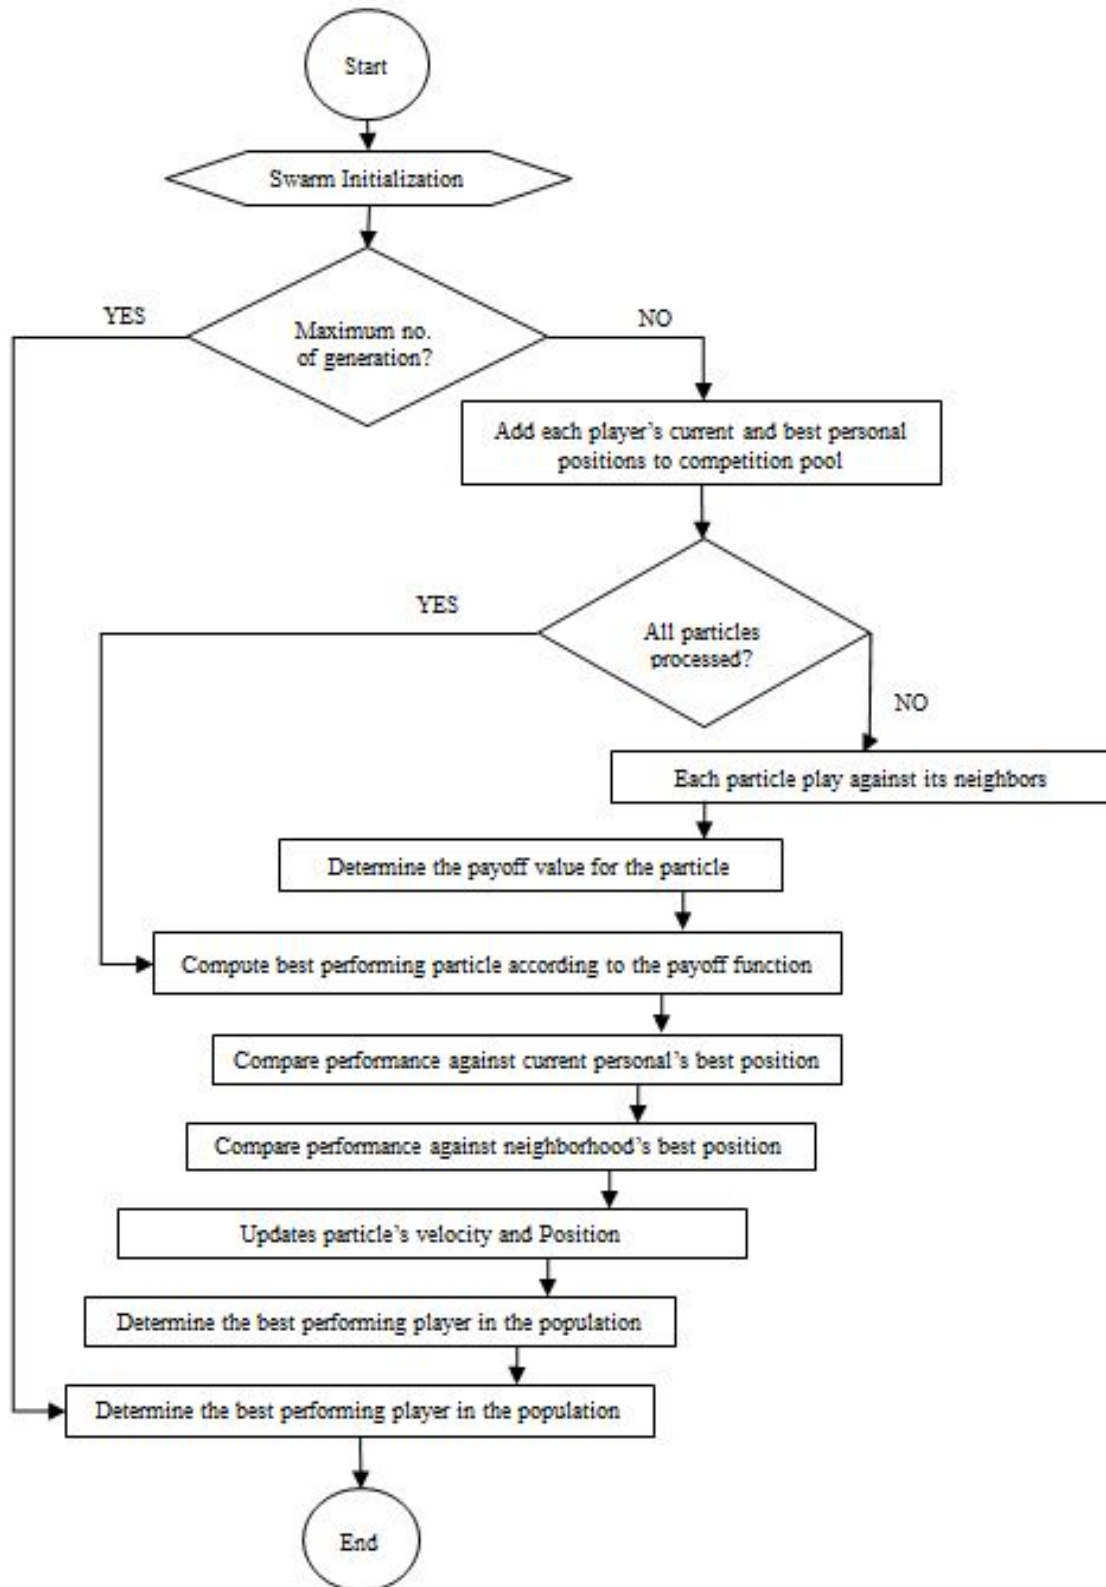 Start
Swarm Initialization
YES
NO
Maximum no.
of generation?
Add each player's current and best personal
positions to competition pool
YES
All particles
processed?
NO
Each particle play against its neighbors
Determine the payoff value for the particle
Compute best performing particle according to the payoff function
Compare performance against current personal's best position
Compare performance against neighborhood's best position
Updates particle's velocity and Position
Determine the best performing player in the population
Determine the best performing player in the population
End